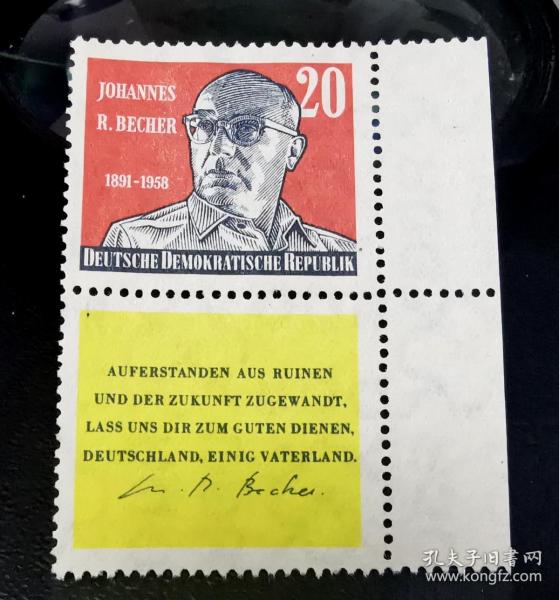 JOHANNES
R. BECHER
20
1891-1958
DEUTSCHE DEMOKRATISCHE REPUBLIK
AUFERSTANDEN AUS RUINEN
UND DER ZUKUNFT ZUGEWANDT,
LASS UNS DIR ZUM GUTEN DIENEN,
DEUTSCHLAND, EINIG VATERLAND.
Becher.
孔夫子旧书网
www.kongfz.com